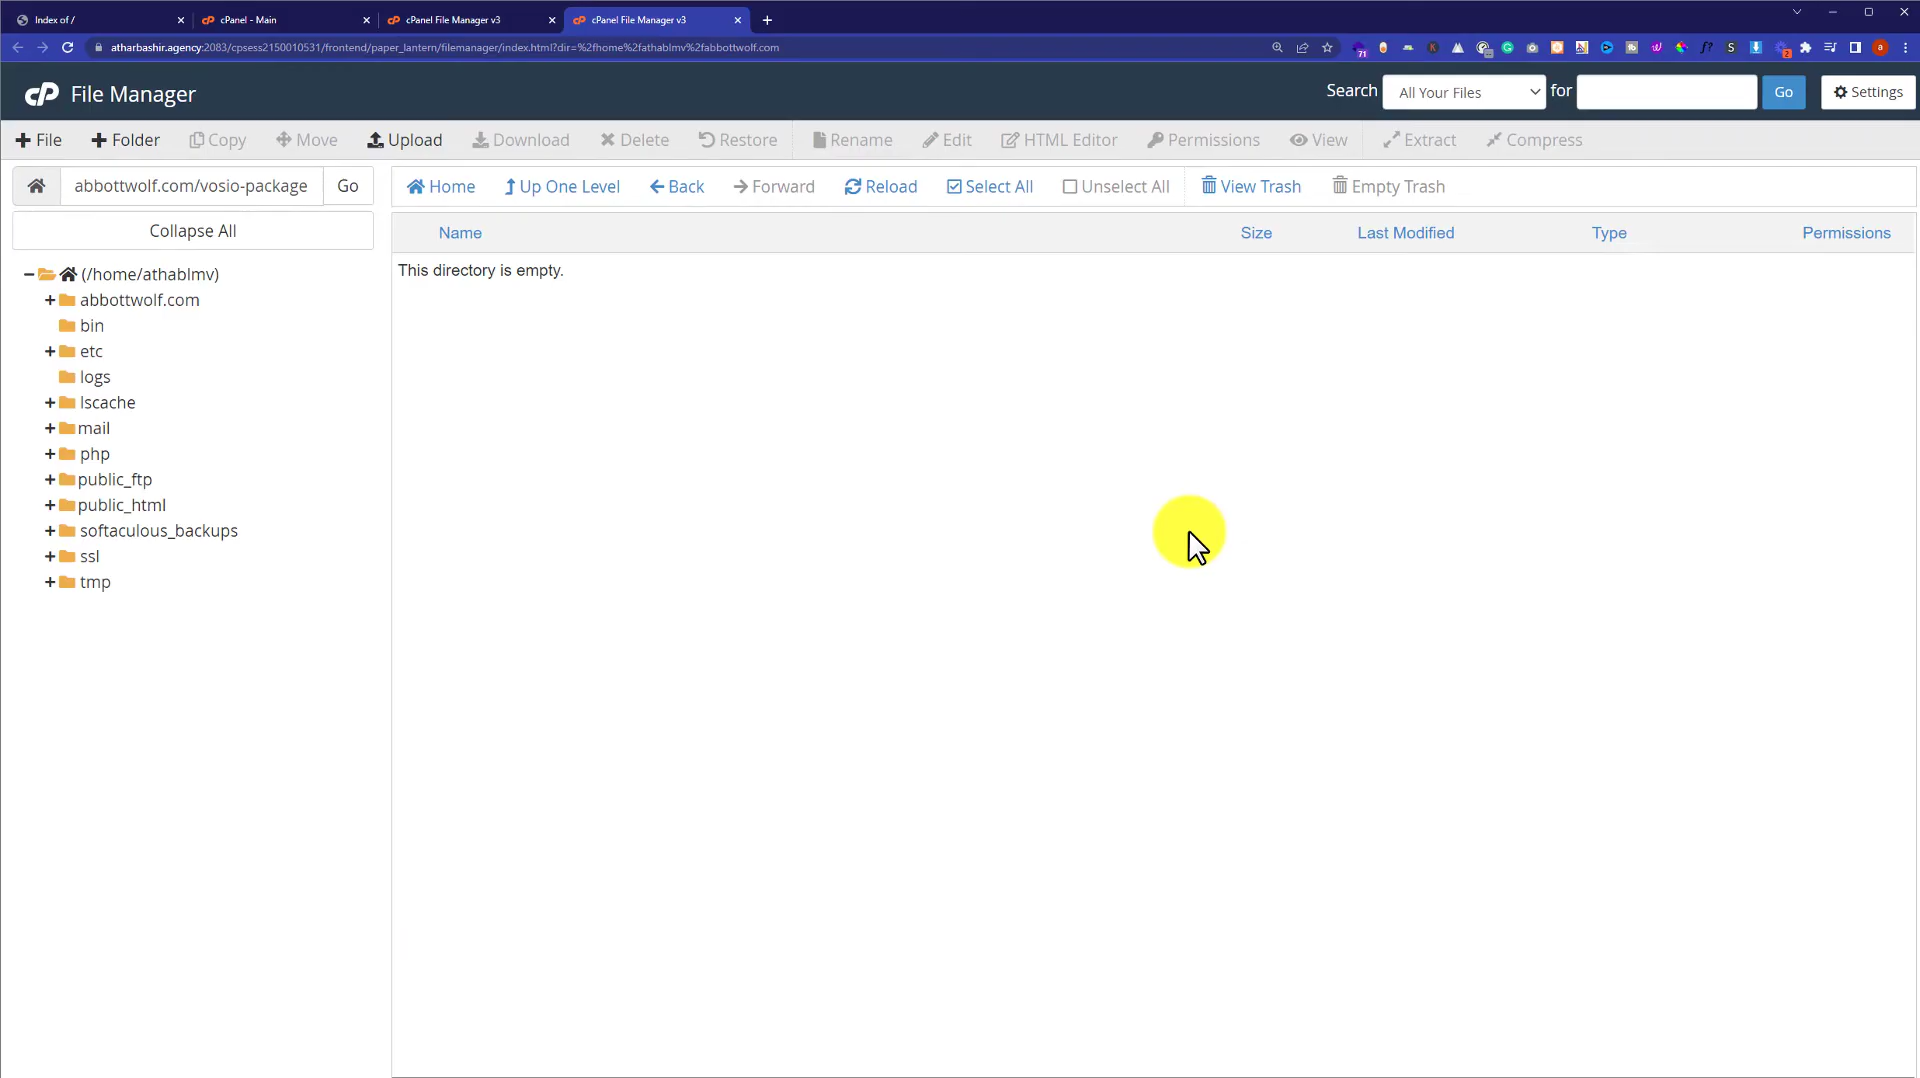 Index of /
cPanel - Main
cPanel File Manager v3
cPanel File Manager v3
atharbashir.agency:2083/cpsess2150010531/frontend/paper_lantern/filemanager/index.html?dir=%2fhome%2fathablmv%2fabbottwolf.com
71
2
a
cP File Manager
Search All Your Files for Go Settings
File Folder Copy Move Upload Download Delete Restore Rename Edit HTML Editor Permissions View Extract Compress
abbottwolf.com/vosio-package Go
Home Up One Level Back Forward Reload Select All Unselect All View Trash Empty Trash
Collapse All
Name Size Last Modified Type Permissions
This directory is empty.
(/home/athablmv)
abbottwolf.com
bin
etc
logs
lscache
mail
php
public_ftp
public_html
softaculous_backups
ssl
tmp